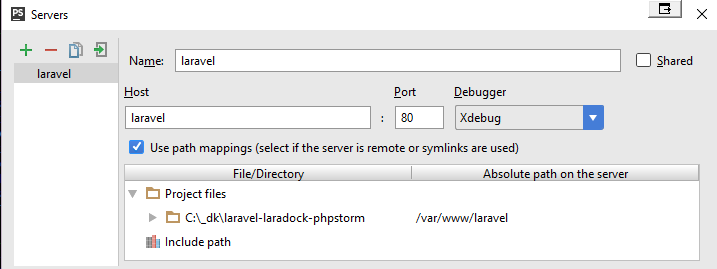 PS Servers
laravel
Name: laravel Shared
Host Port Debugger
laravel : 80 Xdebug
Use path mappings (select if the server is remote or symlinks are used)
File/Directory Absolute path on the server
Project files
C:\_dk\laravel-laradock-phpstorm /var/www/laravel
Include path